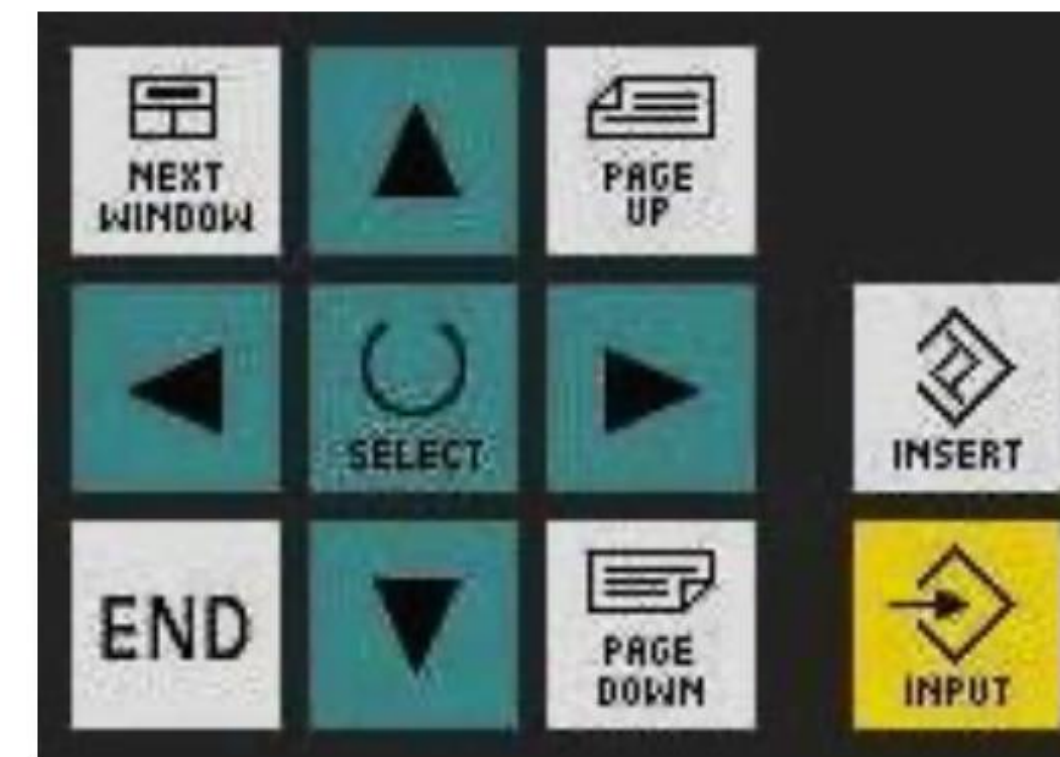 NEXT
WINDOW
PAGE
UP
SELECT
INSERT
END
PAGE
DOWN
INPUT